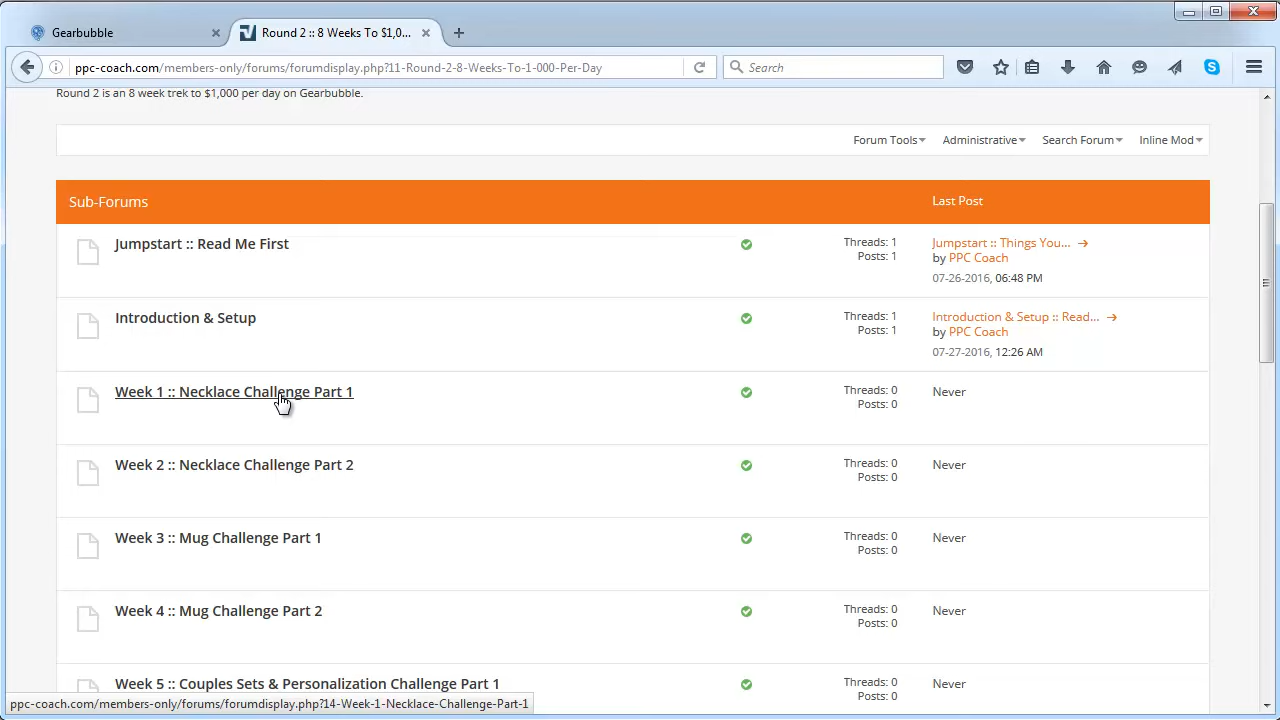 Gearbubble
Round 2 :: 8 Weeks To $1,0...
ppc-coach.com/members-only/forums/forumdisplay.php?11-Round-2-8-Weeks-To-1-000-Per-Day
Search
Round 2 is an 8 week trek to $1,000 per day on Gearbubble.
Forum Tools Administrative Search Forum Inline Mod
Sub-Forums Last Post
Jumpstart :: Read Me First
Threads: 1
Posts: 1
Jumpstart :: Things You...
by PPC Coach
07-26-2016, 06:48 PM
Introduction & Setup
Threads: 1
Posts: 1
Introduction & Setup :: Read...
by PPC Coach
07-27-2016, 12:26 AM
Week 1 :: Necklace Challenge Part 1
Threads: 0
Posts: 0
Never
Week 2 :: Necklace Challenge Part 2
Threads: 0
Posts: 0
Never
Week 3 :: Mug Challenge Part 1
Threads: 0
Posts: 0
Never
Week 4 :: Mug Challenge Part 2
Threads: 0
Posts: 0
Never
Week 5 :: Couples Sets & Personalization Challenge Part 1
Threads: 0
Posts: 0
Never
ppc-coach.com/members-only/forums/forumdisplay.php?14-Week-1-Necklace-Challenge-Part-1